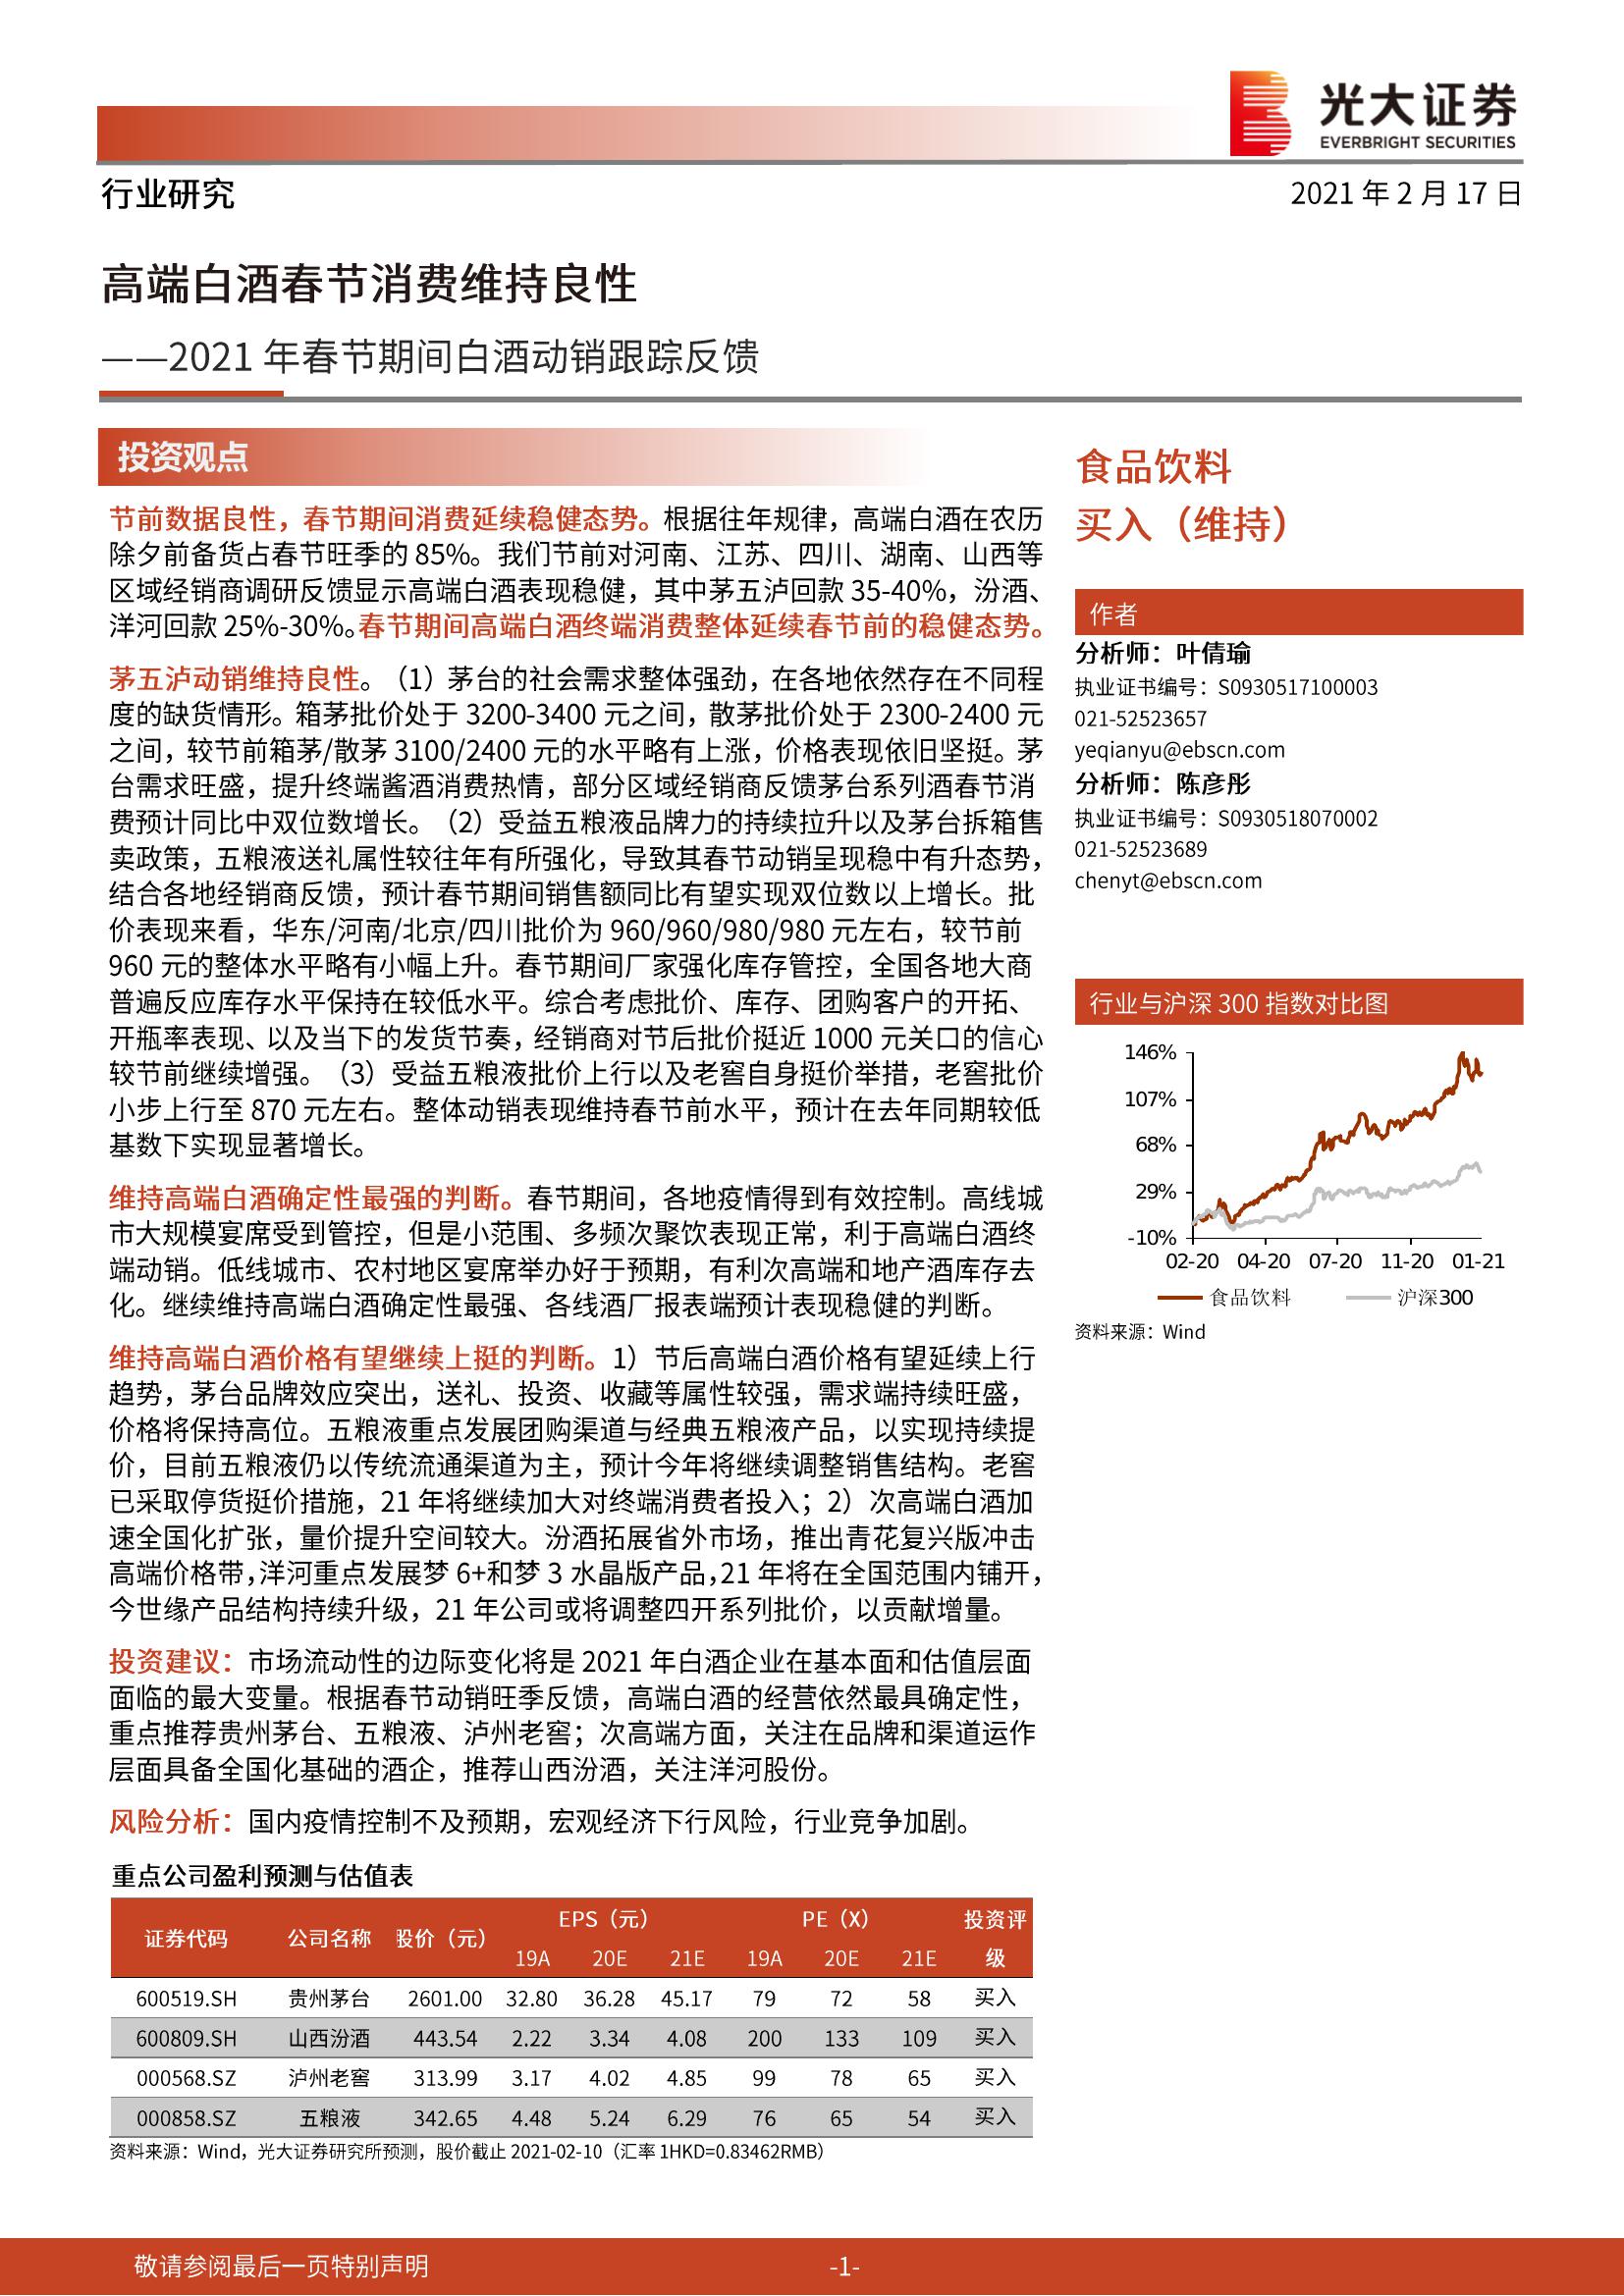 光大证券
EVERBRIGHT SECURITIES
行业研究
2021 年 2 月 17 日
高端白酒春节消费维持良性
——2021 年春节期间白酒动销跟踪反馈
投资观点
节前数据良性，春节期间消费延续稳健态势。根据往年规律，高端白酒在农历
除夕前备货占春节旺季的 85%。我们节前对河南、江苏、四川、湖南、山西等
区域经销商调研反馈显示高端白酒表现稳健，其中茅五泸回款 35-40%，汾酒、
洋河回款 25%-30%。春节期间高端白酒终端消费整体延续春节前的稳健态势。
茅五泸动销维持良性。（1）茅台的社会需求整体强劲，在各地依然存在不同程
度的缺货情形。箱茅批价处于 3200-3400 元之间，散茅批价处于 2300-2400 元
之间，较节前箱茅/散茅 3100/2400 元的水平略有上涨，价格表现依旧坚挺。茅
台需求旺盛，提升终端酱酒消费热情，部分区域经销商反馈茅台系列酒春节消
费预计同比中双位数增长。（2）受益五粮液品牌力的持续拉升以及茅台拆箱售
卖政策，五粮液送礼属性较往年有所强化，导致其春节动销呈现稳中有升态势，
结合各地经销商反馈，预计春节期间销售额同比有望实现双位数以上增长。批
价表现来看，华东/河南/北京/四川批价为 960/960/980/980 元左右，较节前
960 元的整体水平略有小幅上升。春节期间厂家强化库存管控，全国各地大商
普遍反应库存水平保持在较低水平。综合考虑批价、库存、团购客户的开拓、
开瓶率表现、以及当下的发货节奏，经销商对节后批价挺近 1000 元关口的信心
较节前继续增强。（3）受益五粮液批价上行以及老窖自身挺价举措，老窖批价
小步上行至 870 元左右。整体动销表现维持春节前水平，预计在去年同期较低
基数下实现显著增长。
维持高端白酒确定性最强的判断。春节期间，各地疫情得到有效控制。高线城
市大规模宴席受到管控，但是小范围、多频次聚饮表现正常，利于高端白酒终
端动销。低线城市、农村地区宴席举办好于预期，有利次高端和地产酒库存去
化。继续维持高端白酒确定性最强、各线酒厂报表端预计表现稳健的判断。
维持高端白酒价格有望继续上挺的判断。1）节后高端白酒价格有望延续上行
趋势，茅台品牌效应突出，送礼、投资、收藏等属性较强，需求端持续旺盛，
价格将保持高位。五粮液重点发展团购渠道与经典五粮液产品，以实现持续提
价，目前五粮液仍以传统流通渠道为主，预计今年将继续调整销售结构。老窖
已采取停货挺价措施，21 年将继续加大对终端消费者投入；2）次高端白酒加
速全国化扩张，量价提升空间较大。汾酒拓展省外市场，推出青花复兴版冲击
高端价格带，洋河重点发展梦 6+和梦 3 水晶版产品，21 年将在全国范围内铺开，
今世缘产品结构持续升级，21 年公司或将调整四开系列批价，以贡献增量。
投资建议：市场流动性的边际变化将是 2021 年白酒企业在基本面和估值层面
面临的最大变量。根据春节动销旺季反馈，高端白酒的经营依然最具确定性，
重点推荐贵州茅台、五粮液、泸州老窖；次高端方面，关注在品牌和渠道运作
层面具备全国化基础的酒企，推荐山西汾酒，关注洋河股份。
风险分析：国内疫情控制不及预期，宏观经济下行风险，行业竞争加剧。
重点公司盈利预测与估值表
证券代码 公司名称 股价（元） EPS（元） PE（X） 投资评级
19A 20E 21E 19A 20E 21E
600519.SH 贵州茅台 2601.00 32.80 36.28 45.17 79 72 58 买入
600809.SH 山西汾酒 443.54 2.22 3.34 4.08 200 133 109 买入
000568.SZ 泸州老窖 313.99 3.17 4.02 4.85 99 78 65 买入
000858.SZ 五粮液 342.65 4.48 5.24 6.29 76 65 54 买入
资料来源：Wind，光大证券研究所预测，股价截止 2021-02-10（汇率 1HKD=0.83462RMB）
食品饮料
买入（维持）
作者
分析师：叶倩瑜
执业证书编号：S0930517100003
021-52523657
yeqianyu@ebscn.com
分析师：陈彦彤
执业证书编号：S0930518070002
021-52523689
chenyt@ebscn.com
行业与沪深 300 指数对比图
146%
107%
68%
29%
-10%
02-20 04-20 07-20 11-20 01-21
食品饮料 沪深300
资料来源：Wind
敬请参阅最后一页特别声明
-1-